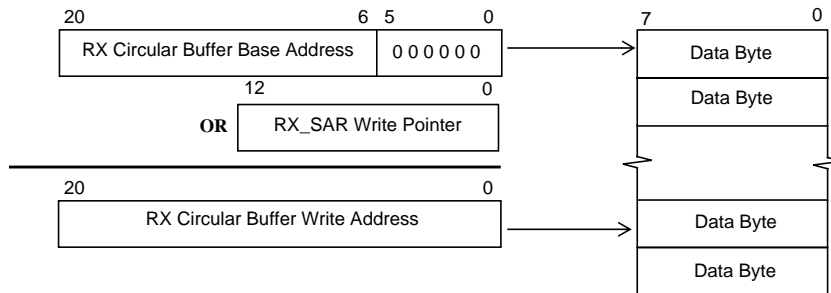 20 6 5 0 7 0
RX Circular Buffer Base Address 0 0 0 0 0 0 Data Byte
12 0 Data Byte
OR RX_SAR Write Pointer
20 0
RX Circular Buffer Write Address Data Byte
Data Byte